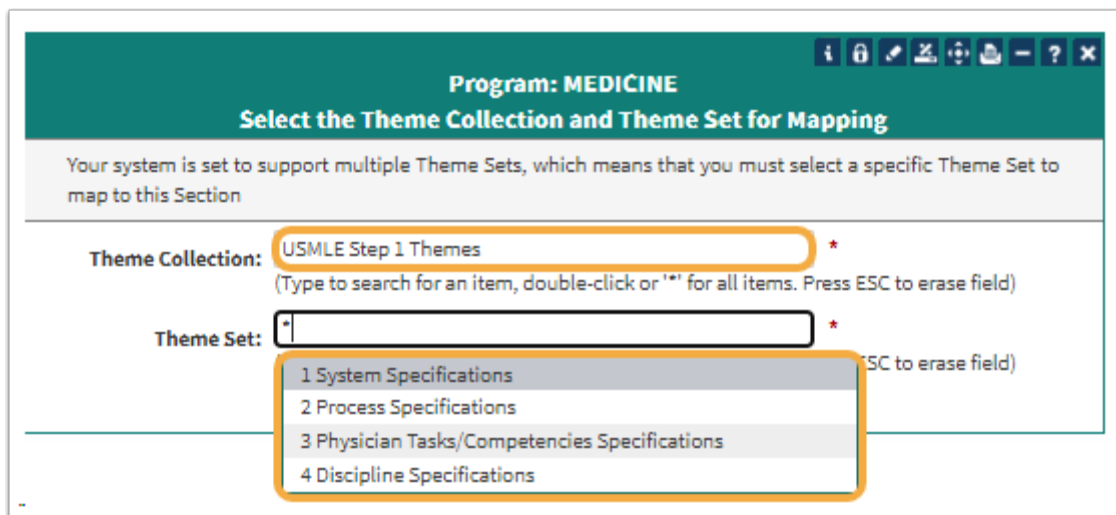 Program: MEDICINE
Select the Theme Collection and Theme Set for Mapping
Your system is set to support multiple Theme Sets, which means that you must select a specific Theme Set to
map to this Section
Theme Collection: USMLE Step 1 Themes *
(Type to search for an item, double-click or '*' for all items. Press ESC to erase field)
Theme Set: * *
ESC to erase field)
1 System Specifications
2 Process Specifications
3 Physician Tasks/Competencies Specifications
4 Discipline Specifications